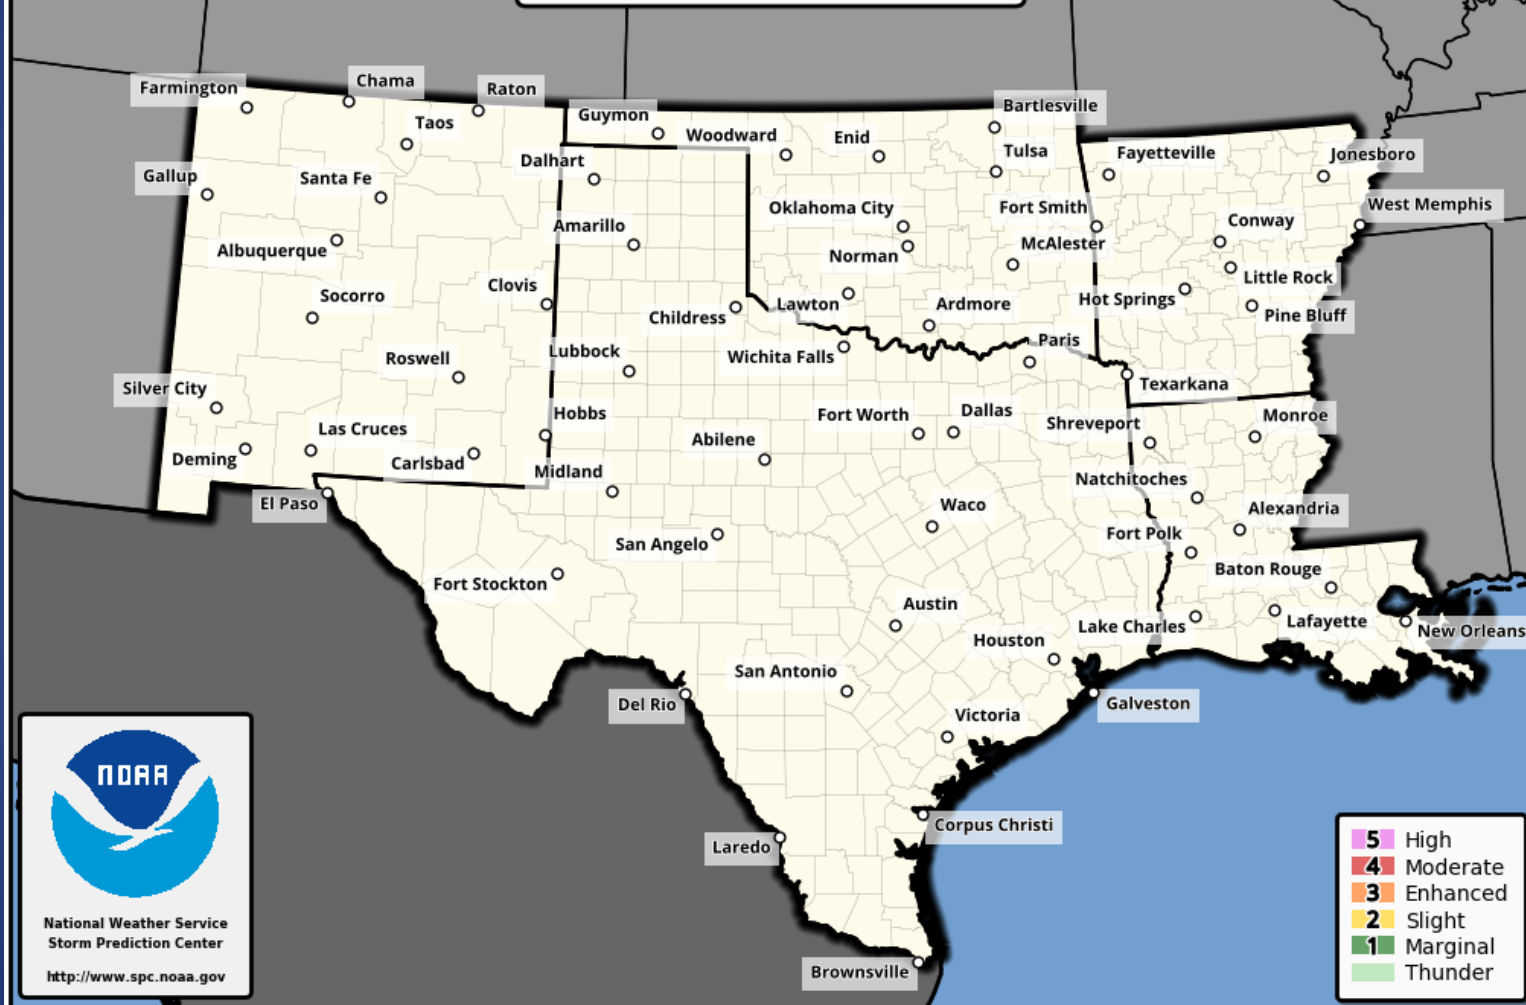 Farmington
Chama
Raton
Taos
Guymon
Woodward
Enid
Bartlesville
Tulsa
Dalhart
Fayetteville
Jonesboro
Gallup
Santa Fe
Oklahoma City
Fort Smith
West Memphis
Amarillo
Conway
Albuquerque
Norman
McAlester
Little Rock
Clovis
Socorro
Lawton
Ardmore
Hot Springs
Pine Bluff
Childress
Roswell
Lubbock
Wichita Falls
Paris
Silver City
Texarkana
Hobbs
Fort Worth
Dallas
Shreveport
Monroe
Las Cruces
Abilene
Deming
Carlsbad
Midland
Natchitoches
El Paso
Waco
Alexandria
San Angelo
Fort Polk
Fort Stockton
Baton Rouge
Austin
Lake Charles
Lafayette
New Orleans
Houston
San Antonio
Del Rio
Galveston
Victoria
Corpus Christi
Laredo
Brownsville
NOAA
National Weather Service
Storm Prediction Center
http://www.spc.noaa.gov
5 High
4 Moderate
3 Enhanced
2 Slight
1 Marginal
Thunder